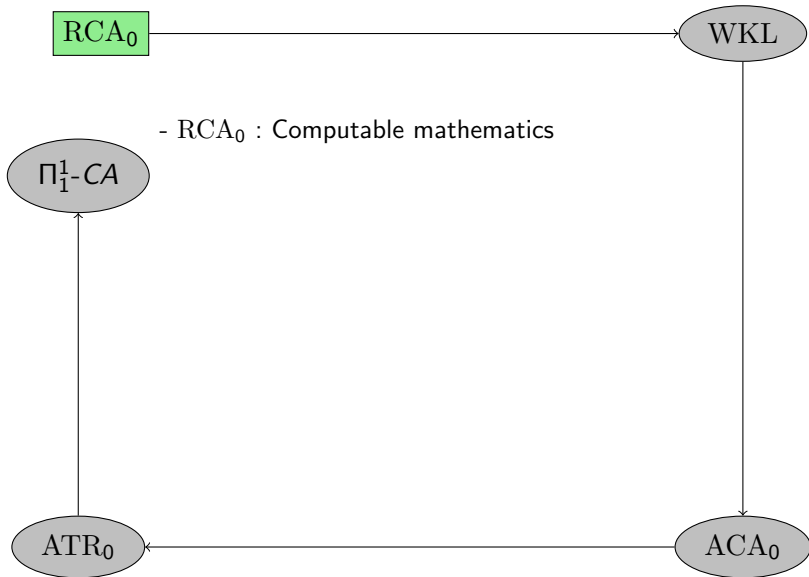 RCA₀
WKL
- RCA₀ : Computable mathematics
Π¹₁-CA
ATR₀
ACA₀